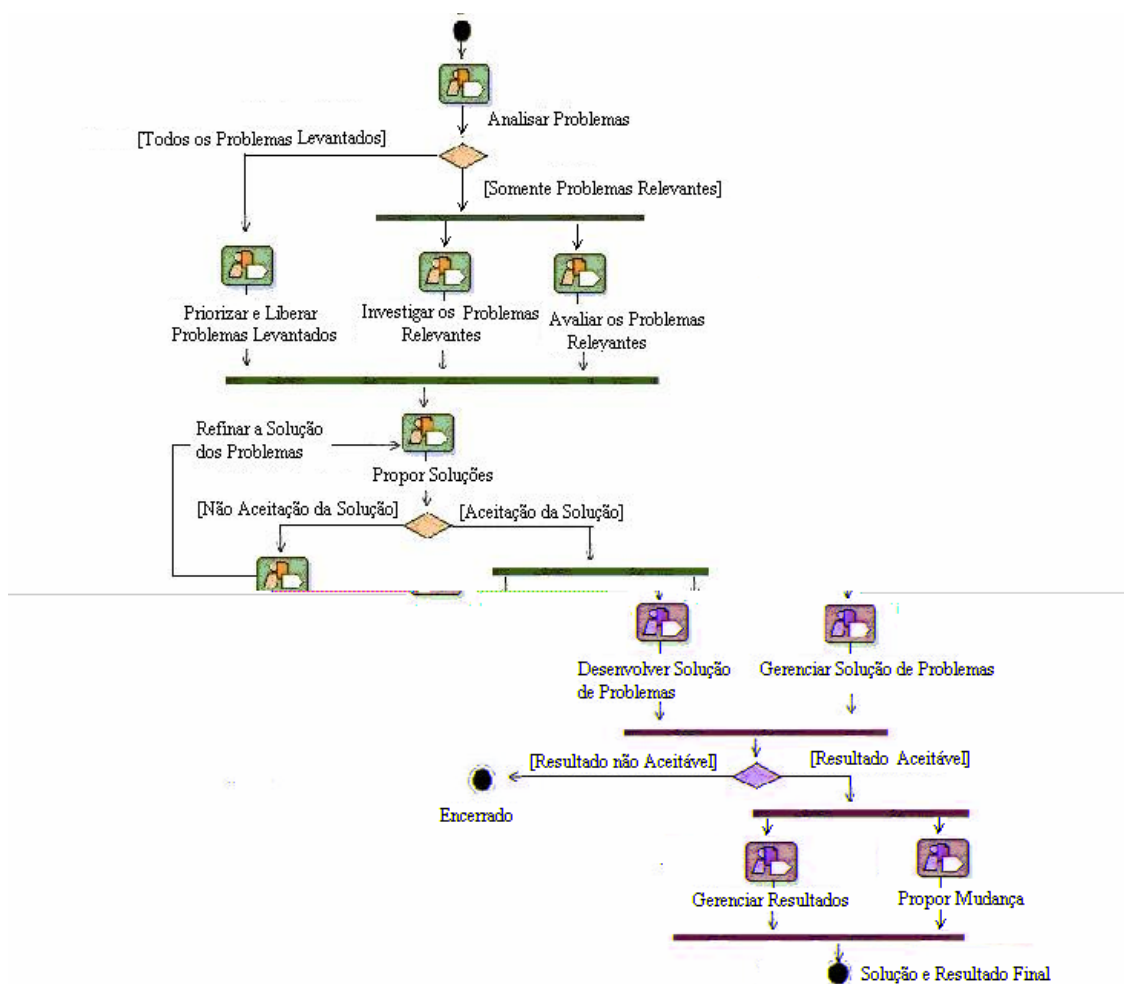 Analisar Problemas
[Todos os Problemas Levantados]
[Somente Problemas Relevantes]
Priorizar e Liberar
Problemas Levantados
Investigar os Problemas
Relevantes
Avaliar os Problemas
Relevantes
Refinar a Solução
dos Problemas
Propor Soluções
[Não Aceitação da Solução]
[Aceitação da Solução]
Desenvolver Solução
de Problemas
Gerenciar Solução de Problemas
[Resultado não Aceitável]
[Resultado Aceitável]
Encerrado
Gerenciar Resultados
Propor Mudança
Solução e Resultado Final